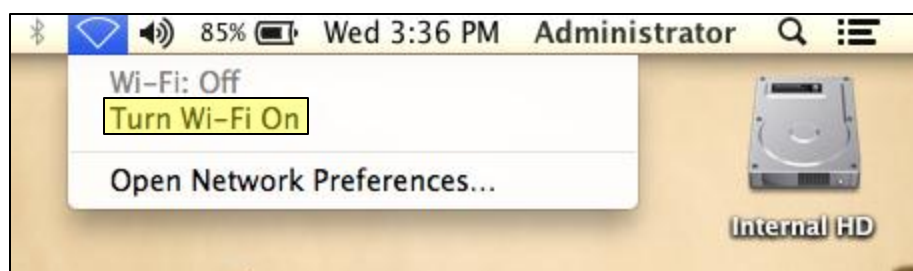 85% Wed 3:36 PM Administrator
Wi-Fi: Off
Turn Wi-Fi On
Open Network Preferences...
Internal HD